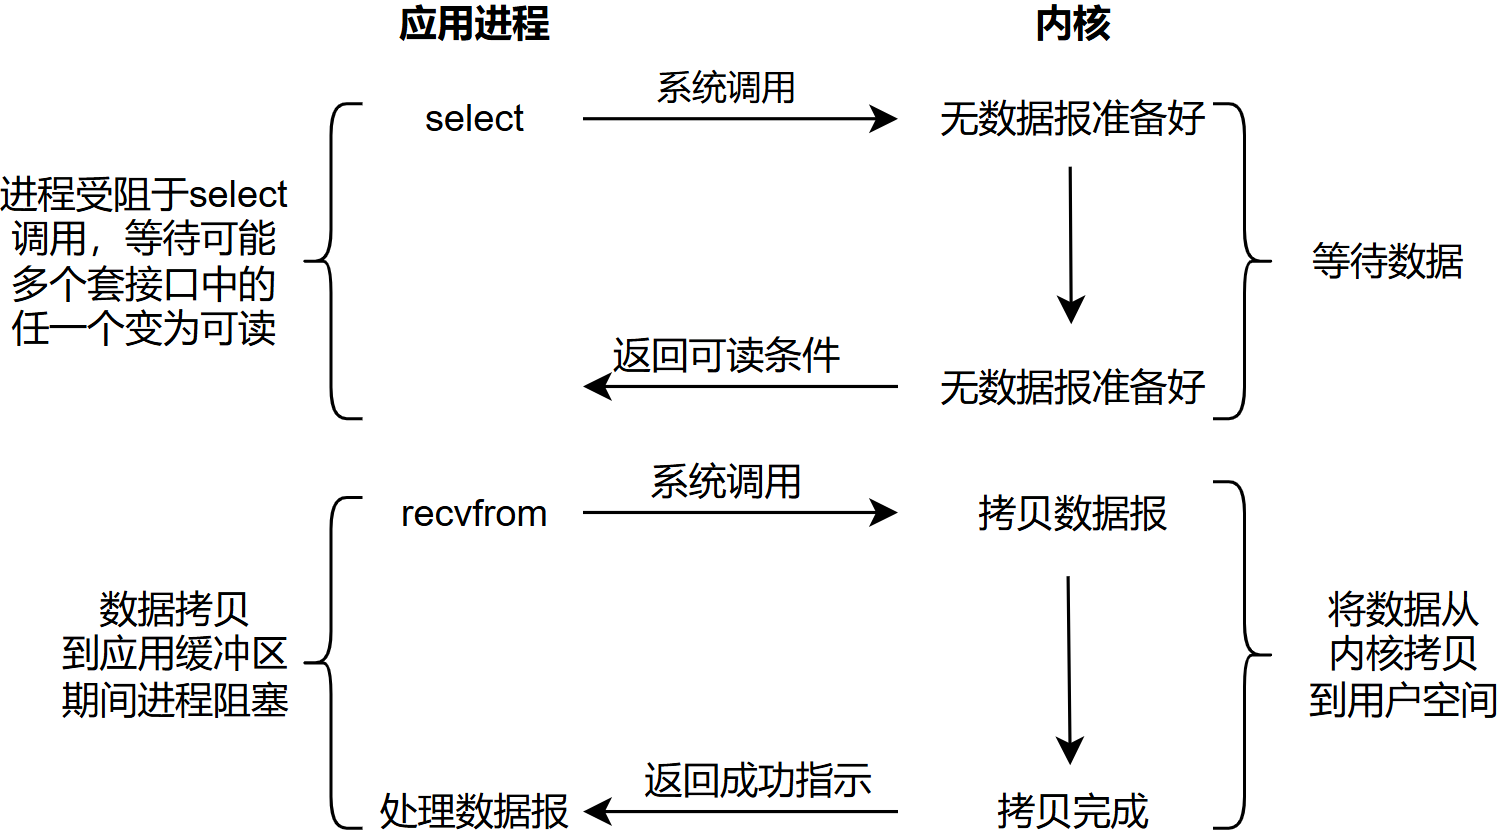 应用进程
内核
系统调用
select
无数据报准备好
进程受阻于select
调用，等待可能
多个套接口中的
任一个变为可读
等待数据
返回可读条件
无数据报准备好
系统调用
recvfrom
拷贝数据报
数据拷贝
到应用缓冲区
期间进程阻塞
将数据从
内核拷贝
到用户空间
返回成功指示
处理数据报
拷贝完成